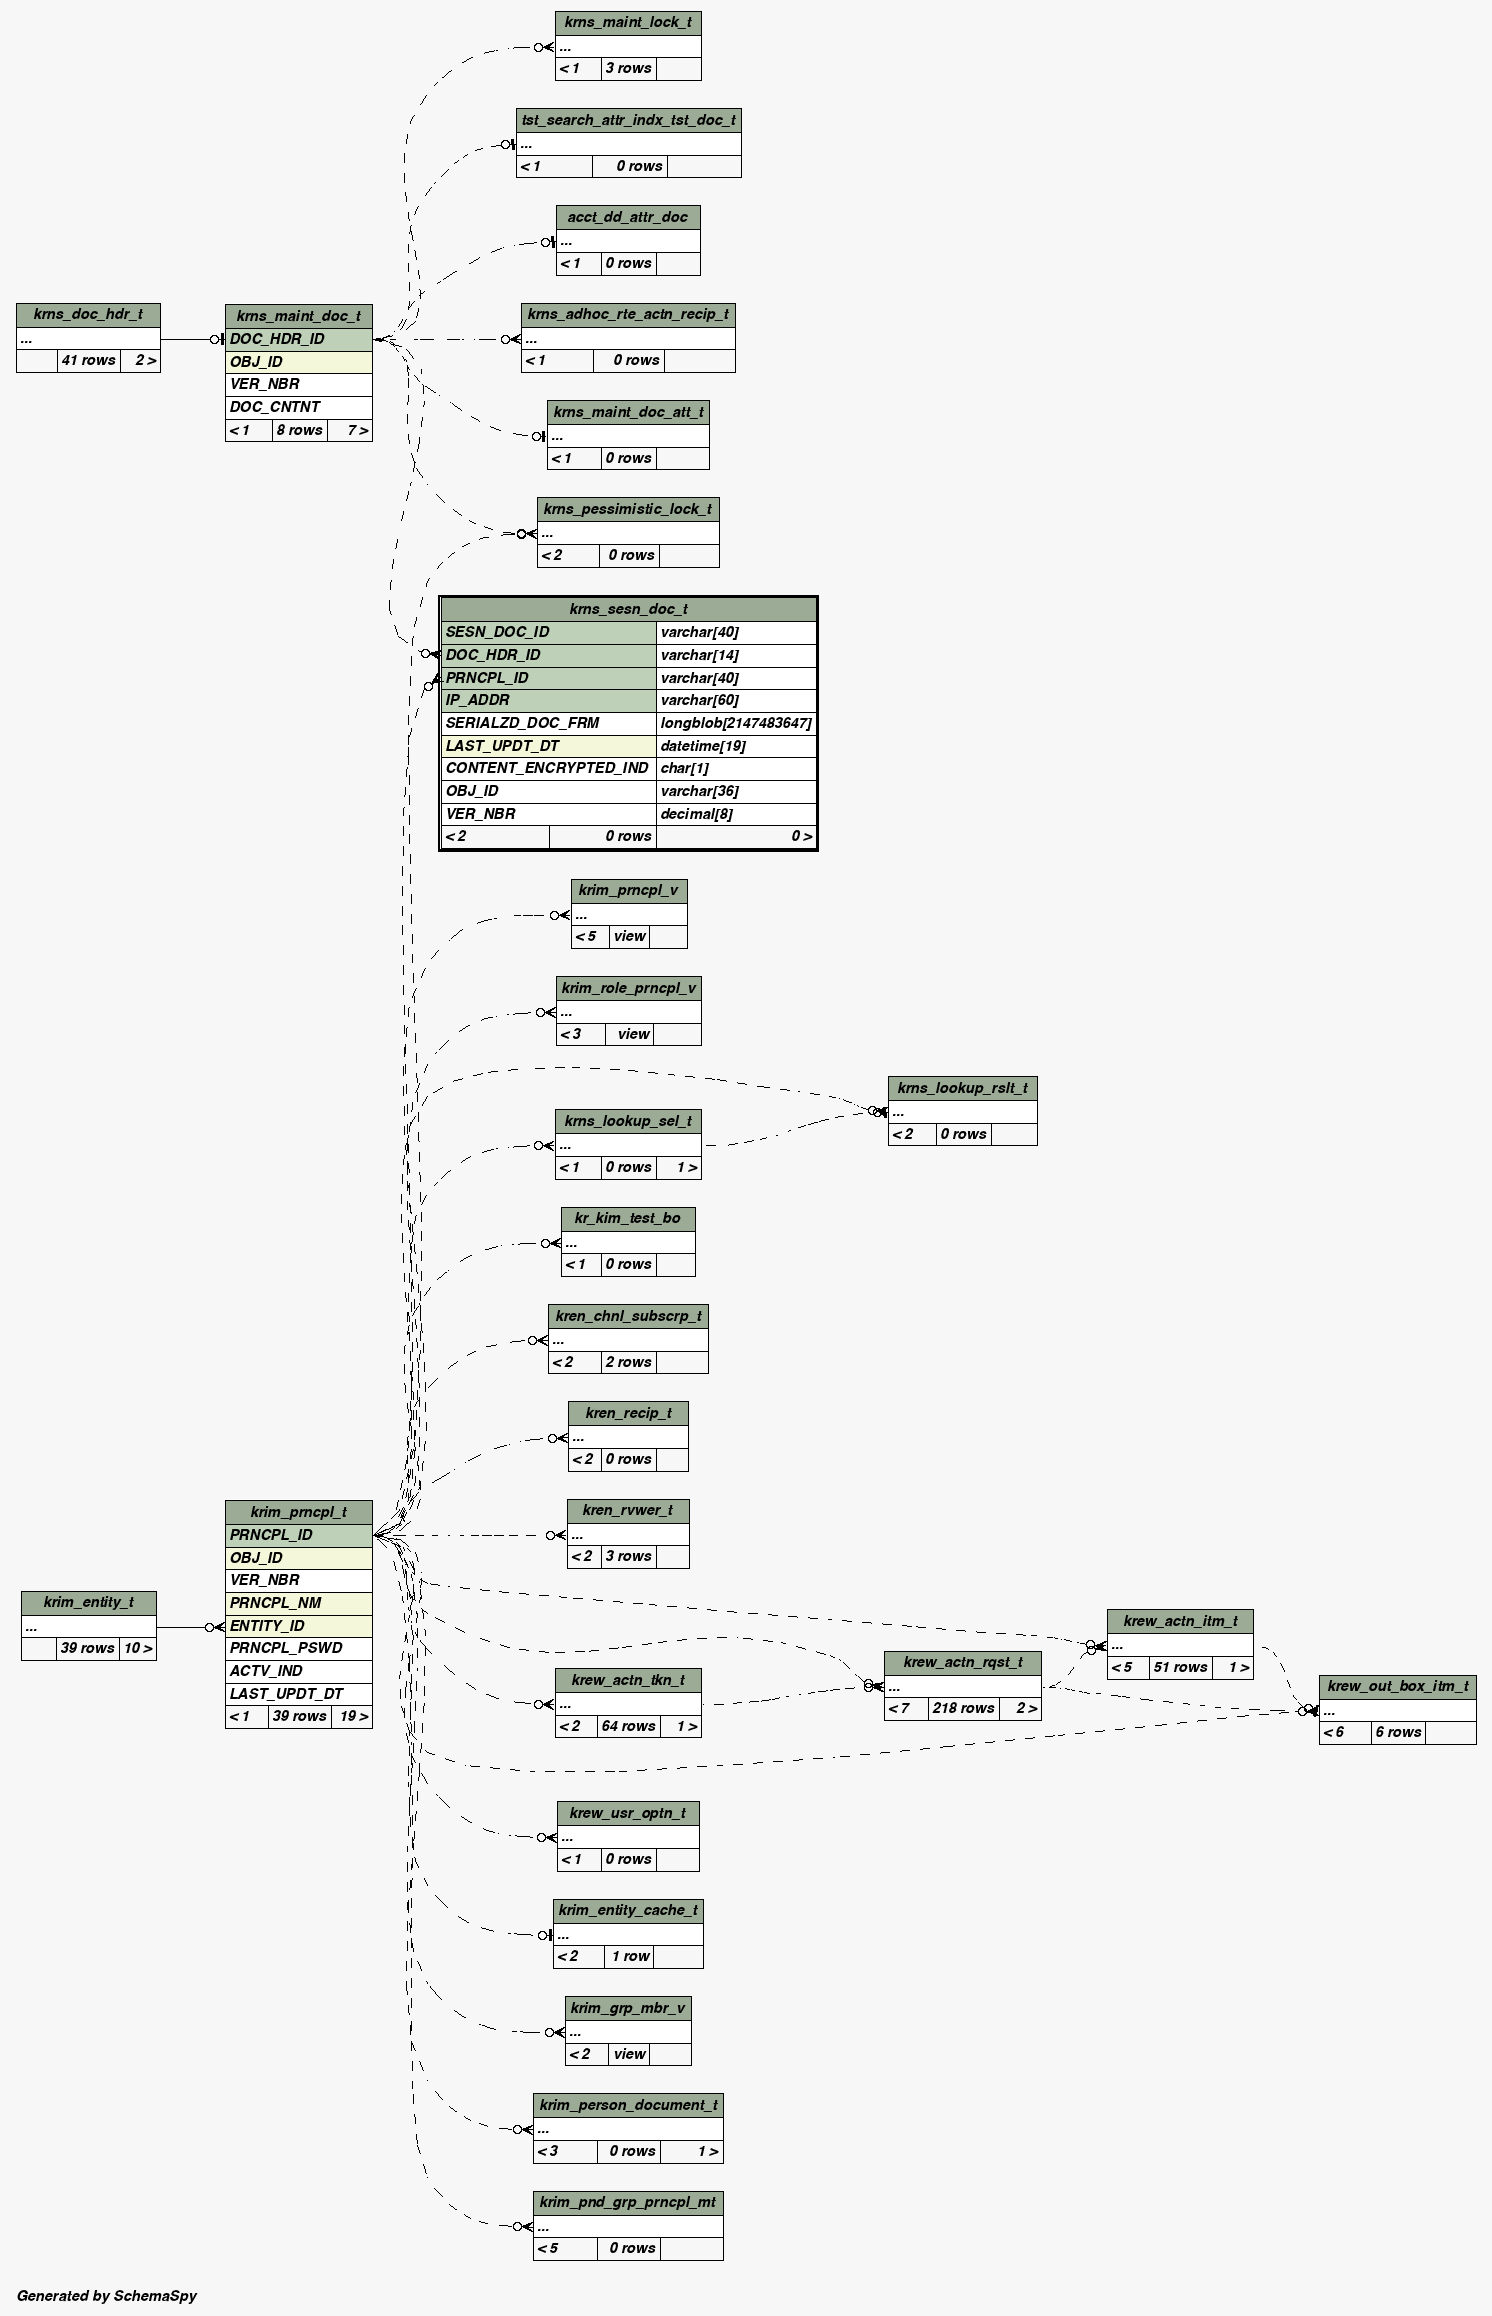 krns_maint_lock_t
...
< 1 3 rows
tst_search_attr_indx_tst_doc_t
...
< 1 0 rows
acct_dd_attr_doc
...
< 1 0 rows
krns_doc_hdr_t
...
41 rows 2 >
krns_maint_doc_t
DOC_HDR_ID
OBJ_ID
VER_NBR
DOC_CNTNT
< 1 8 rows 7 >
krns_adhoc_rte_actn_recip_t
...
< 1 0 rows
krns_maint_doc_att_t
...
< 1 0 rows
krns_pessimistic_lock_t
...
< 2 0 rows
krns_sesn_doc_t
SESN_DOC_ID varchar[40]
DOC_HDR_ID varchar[14]
PRNCPL_ID varchar[40]
IP_ADDR varchar[60]
SERIALZD_DOC_FRM longblob[2147483647]
LAST_UPDT_DT datetime[19]
CONTENT_ENCRYPTED_IND char[1]
OBJ_ID varchar[36]
VER_NBR decimal[8]
< 2 0 rows 0 >
krim_prncpl_v
...
< 5 view
krim_role_prncpl_v
...
< 3 view
krns_lookup_rslt_t
...
< 2 0 rows
krns_lookup_sel_t
...
< 1 0 rows 1 >
kr_kim_test_bo
...
< 1 0 rows
kren_chnl_subscrp_t
...
< 2 2 rows
kren_recip_t
...
< 2 0 rows
kren_rvwer_t
...
< 2 3 rows
krim_prncpl_t
PRNCPL_ID
OBJ_ID
VER_NBR
PRNCPL_NM
ENTITY_ID
PRNCPL_PSWD
ACTV_IND
LAST_UPDT_DT
< 1 39 rows 19 >
krim_entity_t
...
39 rows 10 >
krew_actn_itm_t
...
< 5 51 rows 1 >
krew_actn_rqst_t
...
< 7 218 rows 2 >
krew_actn_tkn_t
...
< 2 64 rows 1 >
krew_out_box_itm_t
...
< 6 6 rows
krew_usr_optn_t
...
< 1 0 rows
krim_entity_cache_t
...
< 2 1 row
krim_grp_mbr_v
...
< 2 view
krim_person_document_t
...
< 3 0 rows 1 >
krim_pnd_grp_prncpl_mt
...
< 5 0 rows
Generated by SchemaSpy